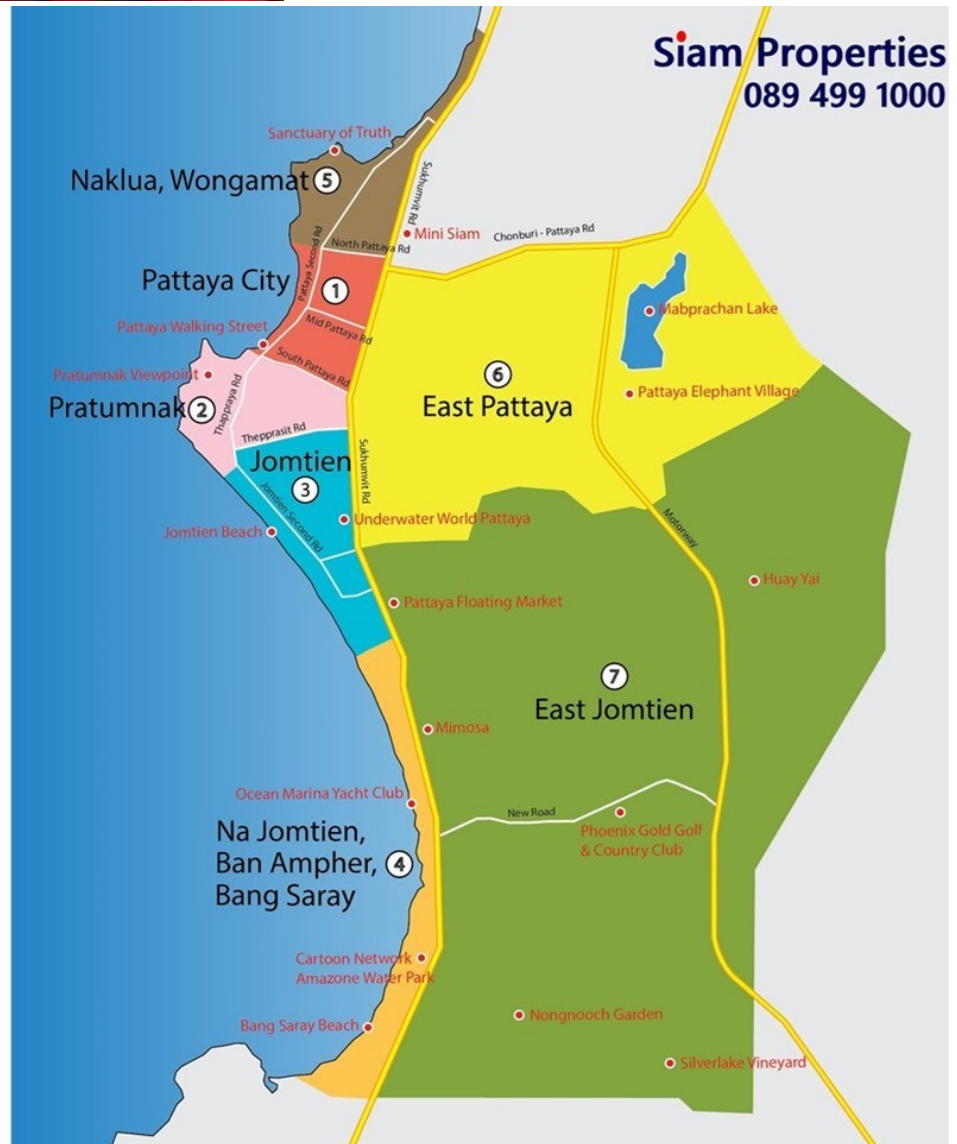 Siam Properties
089 499 1000
Sanctuary of Truth
Naklua, Wongamat 5
Sukhumvit Rd
Mini Siam
Chonburi - Pattaya Rd
North Pattaya Rd
Pattaya Second Rd
Pattaya City
1
Mabprachan Lake
Mid Pattaya Rd
Pattaya Walking Street
South Pattaya Rd
Pratumnak Viewpoint
6
East Pattaya
Pattaya Elephant Village
Pratumnak 2
Thappraya Rd
Thepprasit Rd
Jomtien
3
Sukhumvit Rd
Jomtien Second Rd
Underwater World Pattaya
Motorway
Jomtien Beach
Huay Yai
Pattaya Floating Market
7
East Jomtien
Mimosa
Ocean Marina Yacht Club
New Road
Phoenix Gold Golf
& Country Club
Na Jomtien,
Ban Ampher, 4
Bang Saray
Cartoon Network
Amazone Water Park
Nongnooch Garden
Bang Saray Beach
Silverlake Vineyard